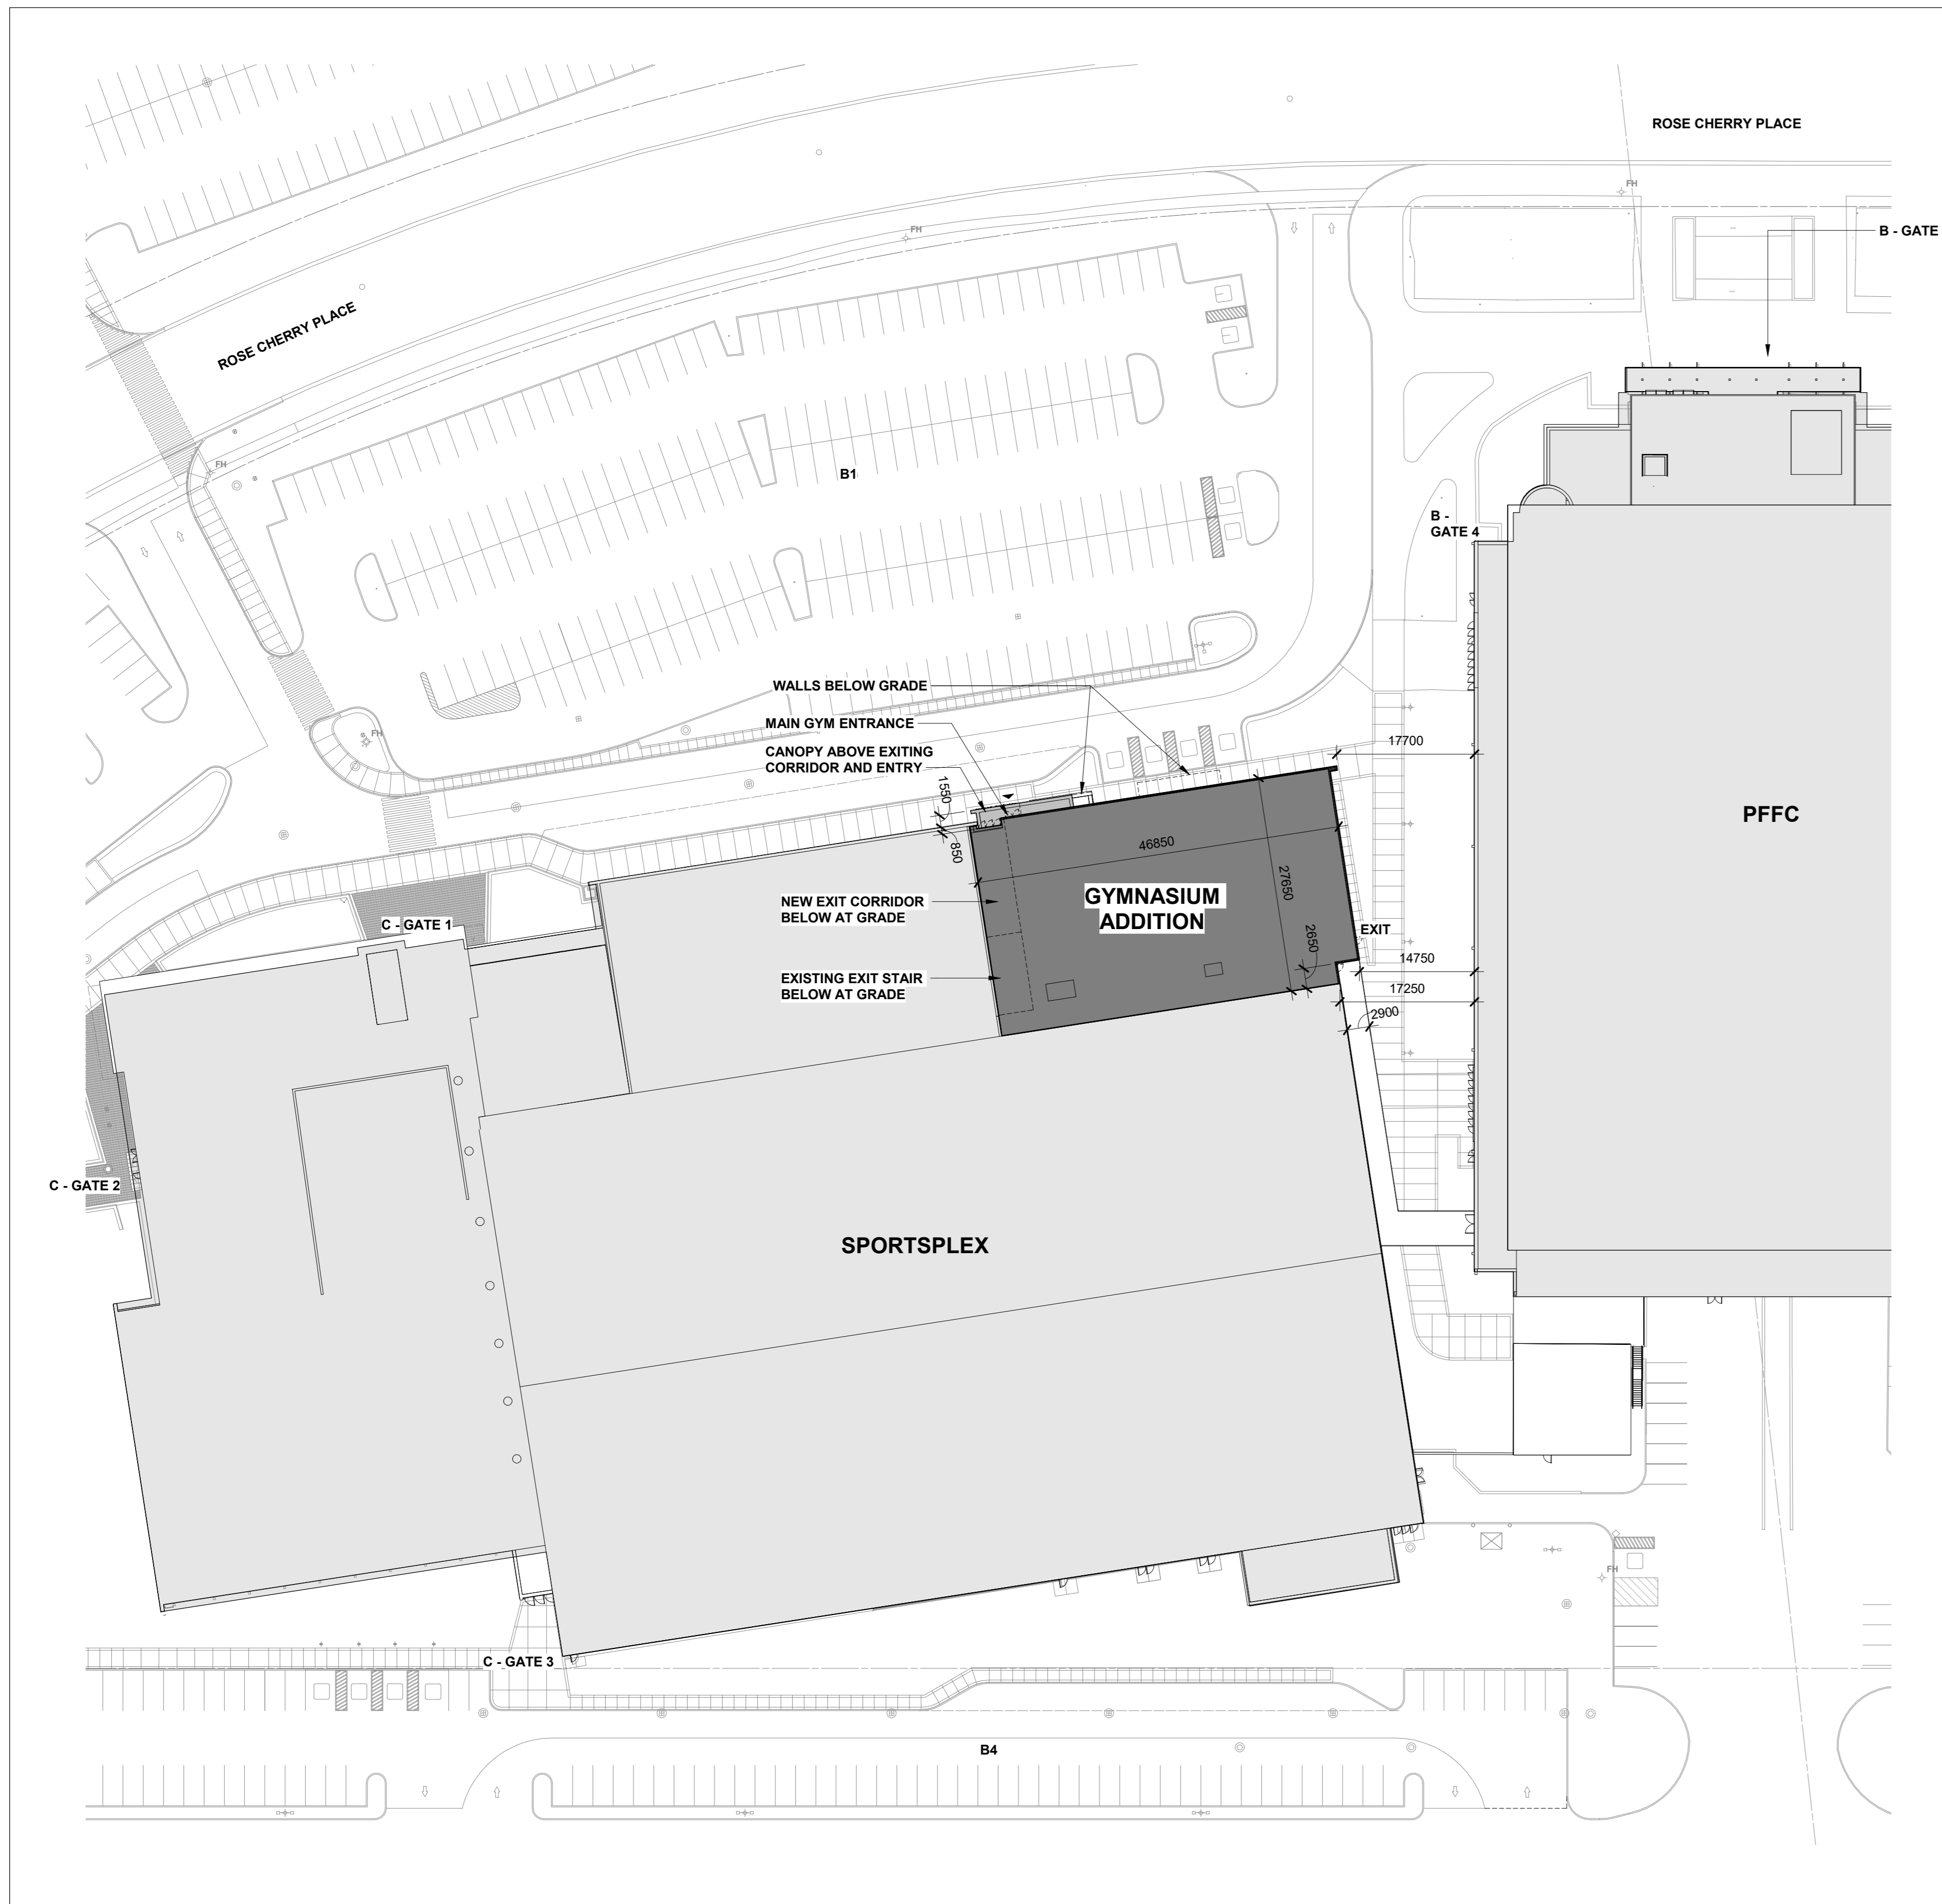 ROSE CHERRY PLACE
FH
B - GATE
FH
ROSE CHERRY PLACE
FH
B1
B -
GATE 4
WALLS BELOW GRADE
MAIN GYM ENTRANCE
FH
17700
CANOPY ABOVE EXITING
CORRIDOR AND ENTRY
1550
850
46850
PFFC
27650
NEW EXIT CORRIDOR
BELOW AT GRADE
GYMNASIUM
ADDITION
C - GATE 1
EXIT
2650
14750
EXISTING EXIT STAIR
BELOW AT GRADE
17250
2900
C - GATE 2
SPORTSPLEX
FH
C - GATE 3
B4